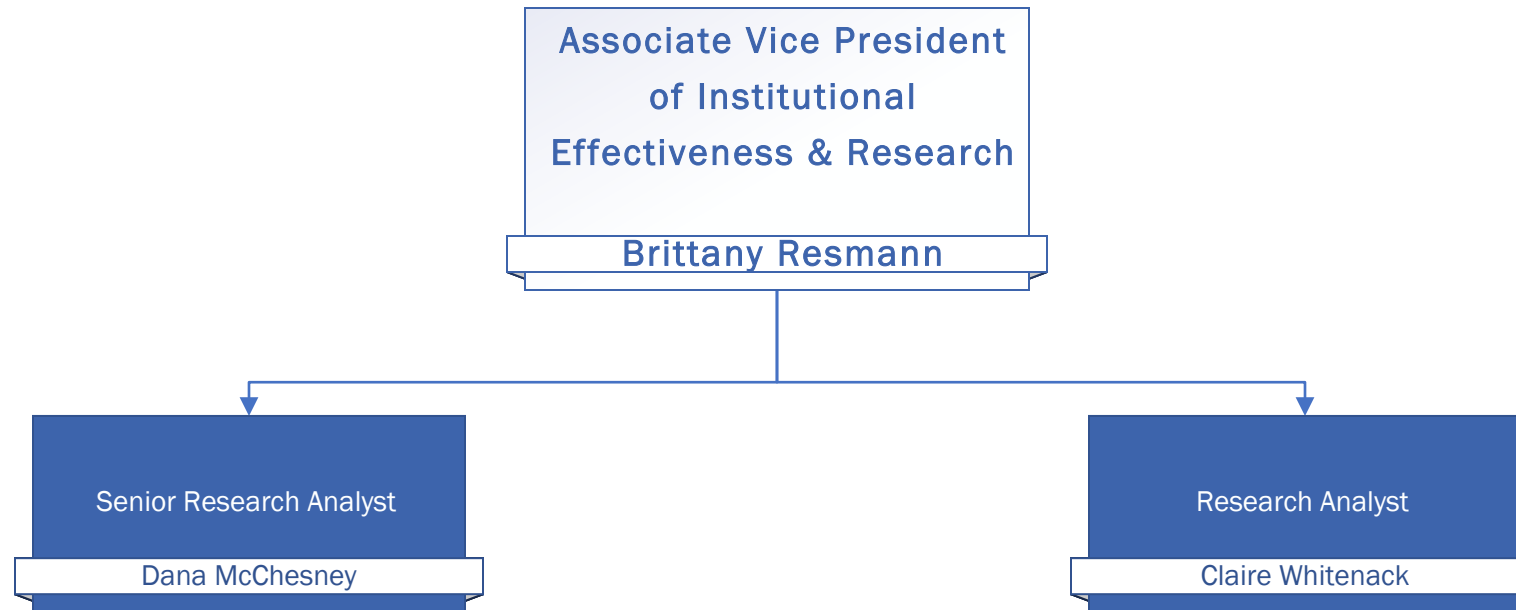 Associate Vice President
of Institutional
Effectiveness & Research
Brittany Resmann
Senior Research Analyst
Dana McChesney
Research Analyst
Claire Whitenack